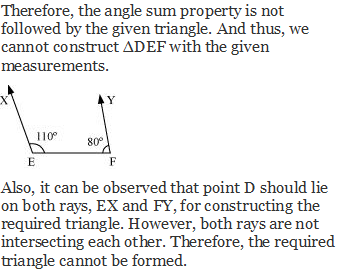 Therefore, the angle sum property is not
followed by the given triangle. And thus, we
cannot construct ΔDEF with the given
measurements.
X
Y
110°
80°
E
F
Also, it can be observed that point D should lie
on both rays, EX and FY, for constructing the
required triangle. However, both rays are not
intersecting each other. Therefore, the required
triangle cannot be formed.